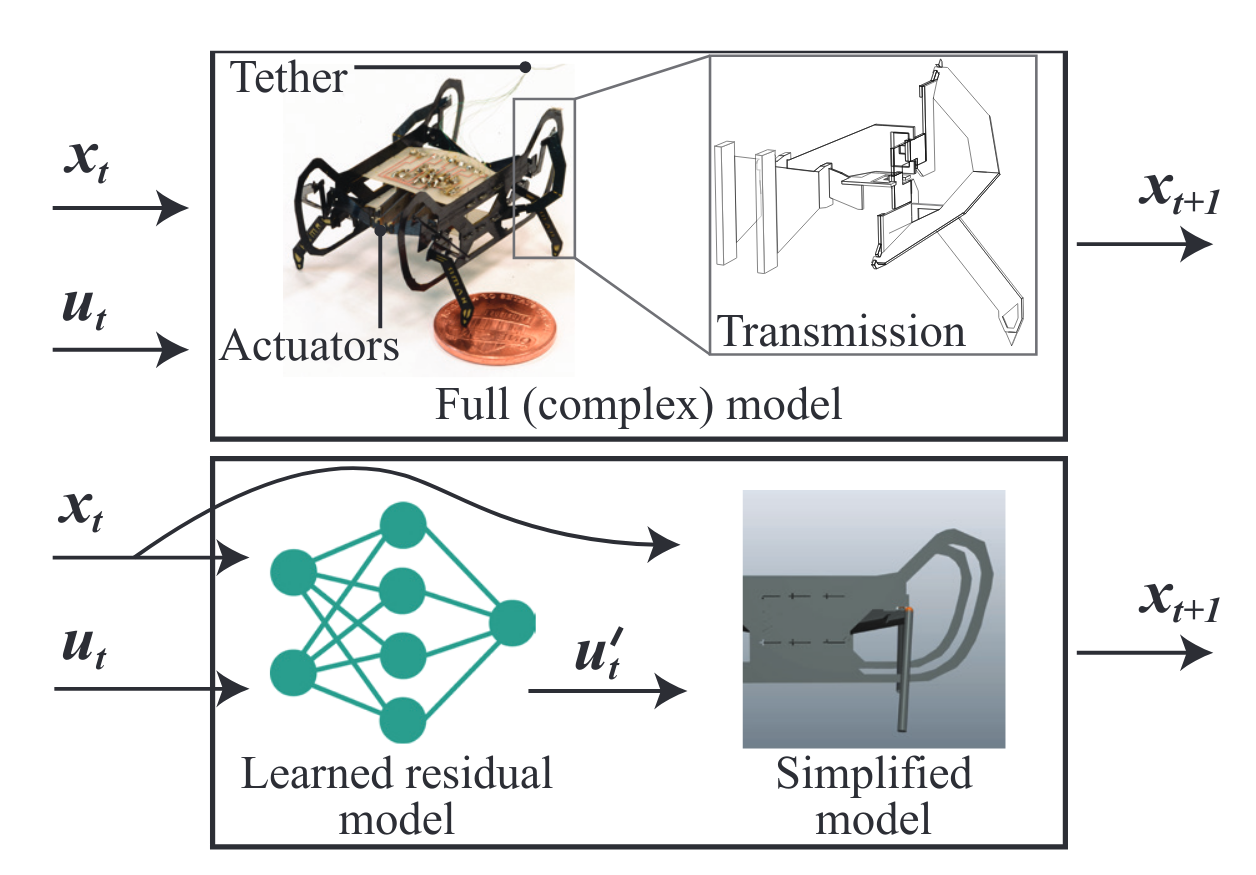 Tether
x_t
u_t
x_{t+1}
Actuators
Transmission
Full (complex) model
x_t
u_t
u'_t
x_{t+1}
Learned residual
model
Simplified
model